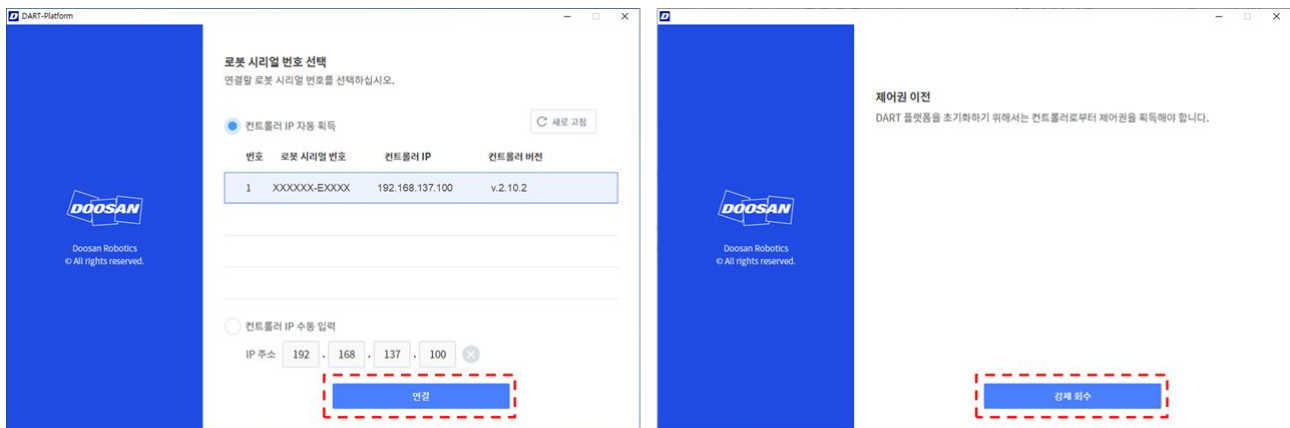 DART-Platform
로봇 시리얼 번호 선택
연결할 로봇 시리얼 번호를 선택하십시오.
컨트롤러 IP 자동 획득
새로 고침
번호 로봇 시리얼 번호 컨트롤러 IP 컨트롤러 버전
1 XXXXXX-EXXXX 192.168.137.100 v.2.10.2
DOOSAN
Doosan Robotics
© All rights reserved.
컨트롤러 IP 수동 입력
IP 주소 192 . 168 . 137 . 100
연결
제어권 이전
DART 플랫폼을 초기화하기 위해서는 컨트롤러로부터 제어권을 획득해야 합니다.
DOOSAN
Doosan Robotics
© All rights reserved.
강제 회수